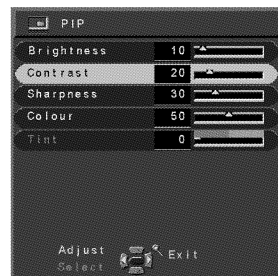 PIP
Brightness 10
Contrast 20
Sharpness 30
Colour 50
Tint 0
Adjust Exit
Select